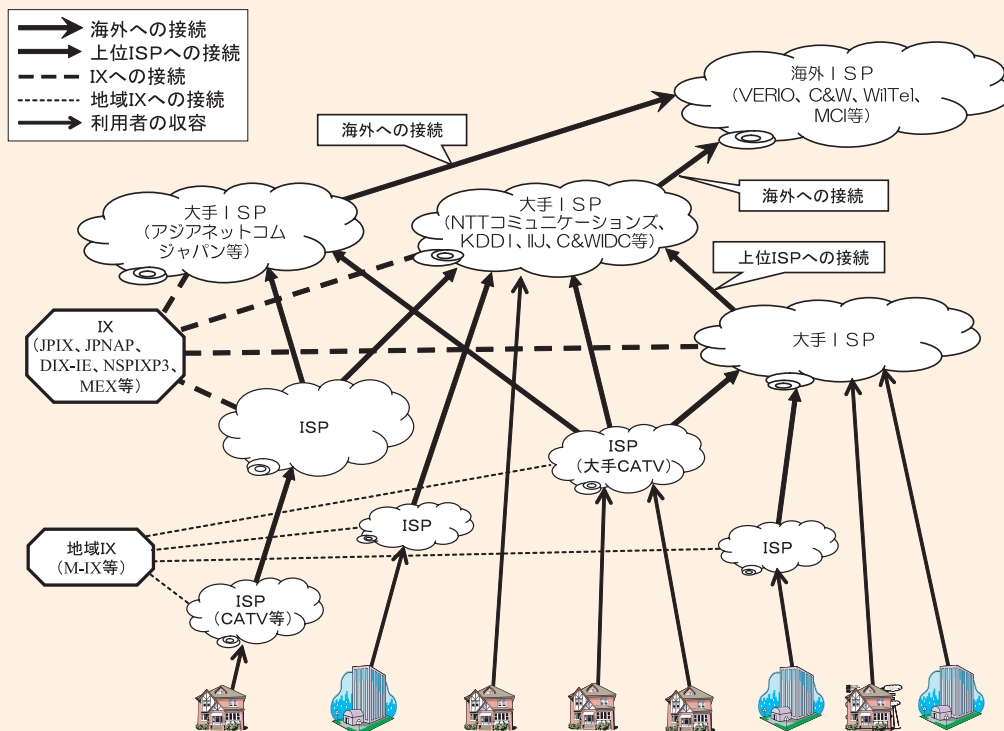 海外への接続
上位ISPへの接続
IXへの接続
地域IXへの接続
利用者の収容
海外ISP
(VERIO、C&W、WilTel、
MCI等)
海外への接続
海外への接続
大手ISP
(アジアネットコム
ジャパン等)
大手ISP
(NTTコミュニケーションズ、
KDDI、IIJ、C&WIDC等)
上位ISPへの接続
IX
(JPIX、JPNAP、
DIX-IE、NSPIXP3、
MEX等)
大手ISP
ISP
ISP
(大手CATV)
ISP
ISP
地域IX
(M-IX等)
ISP
(CATV等)